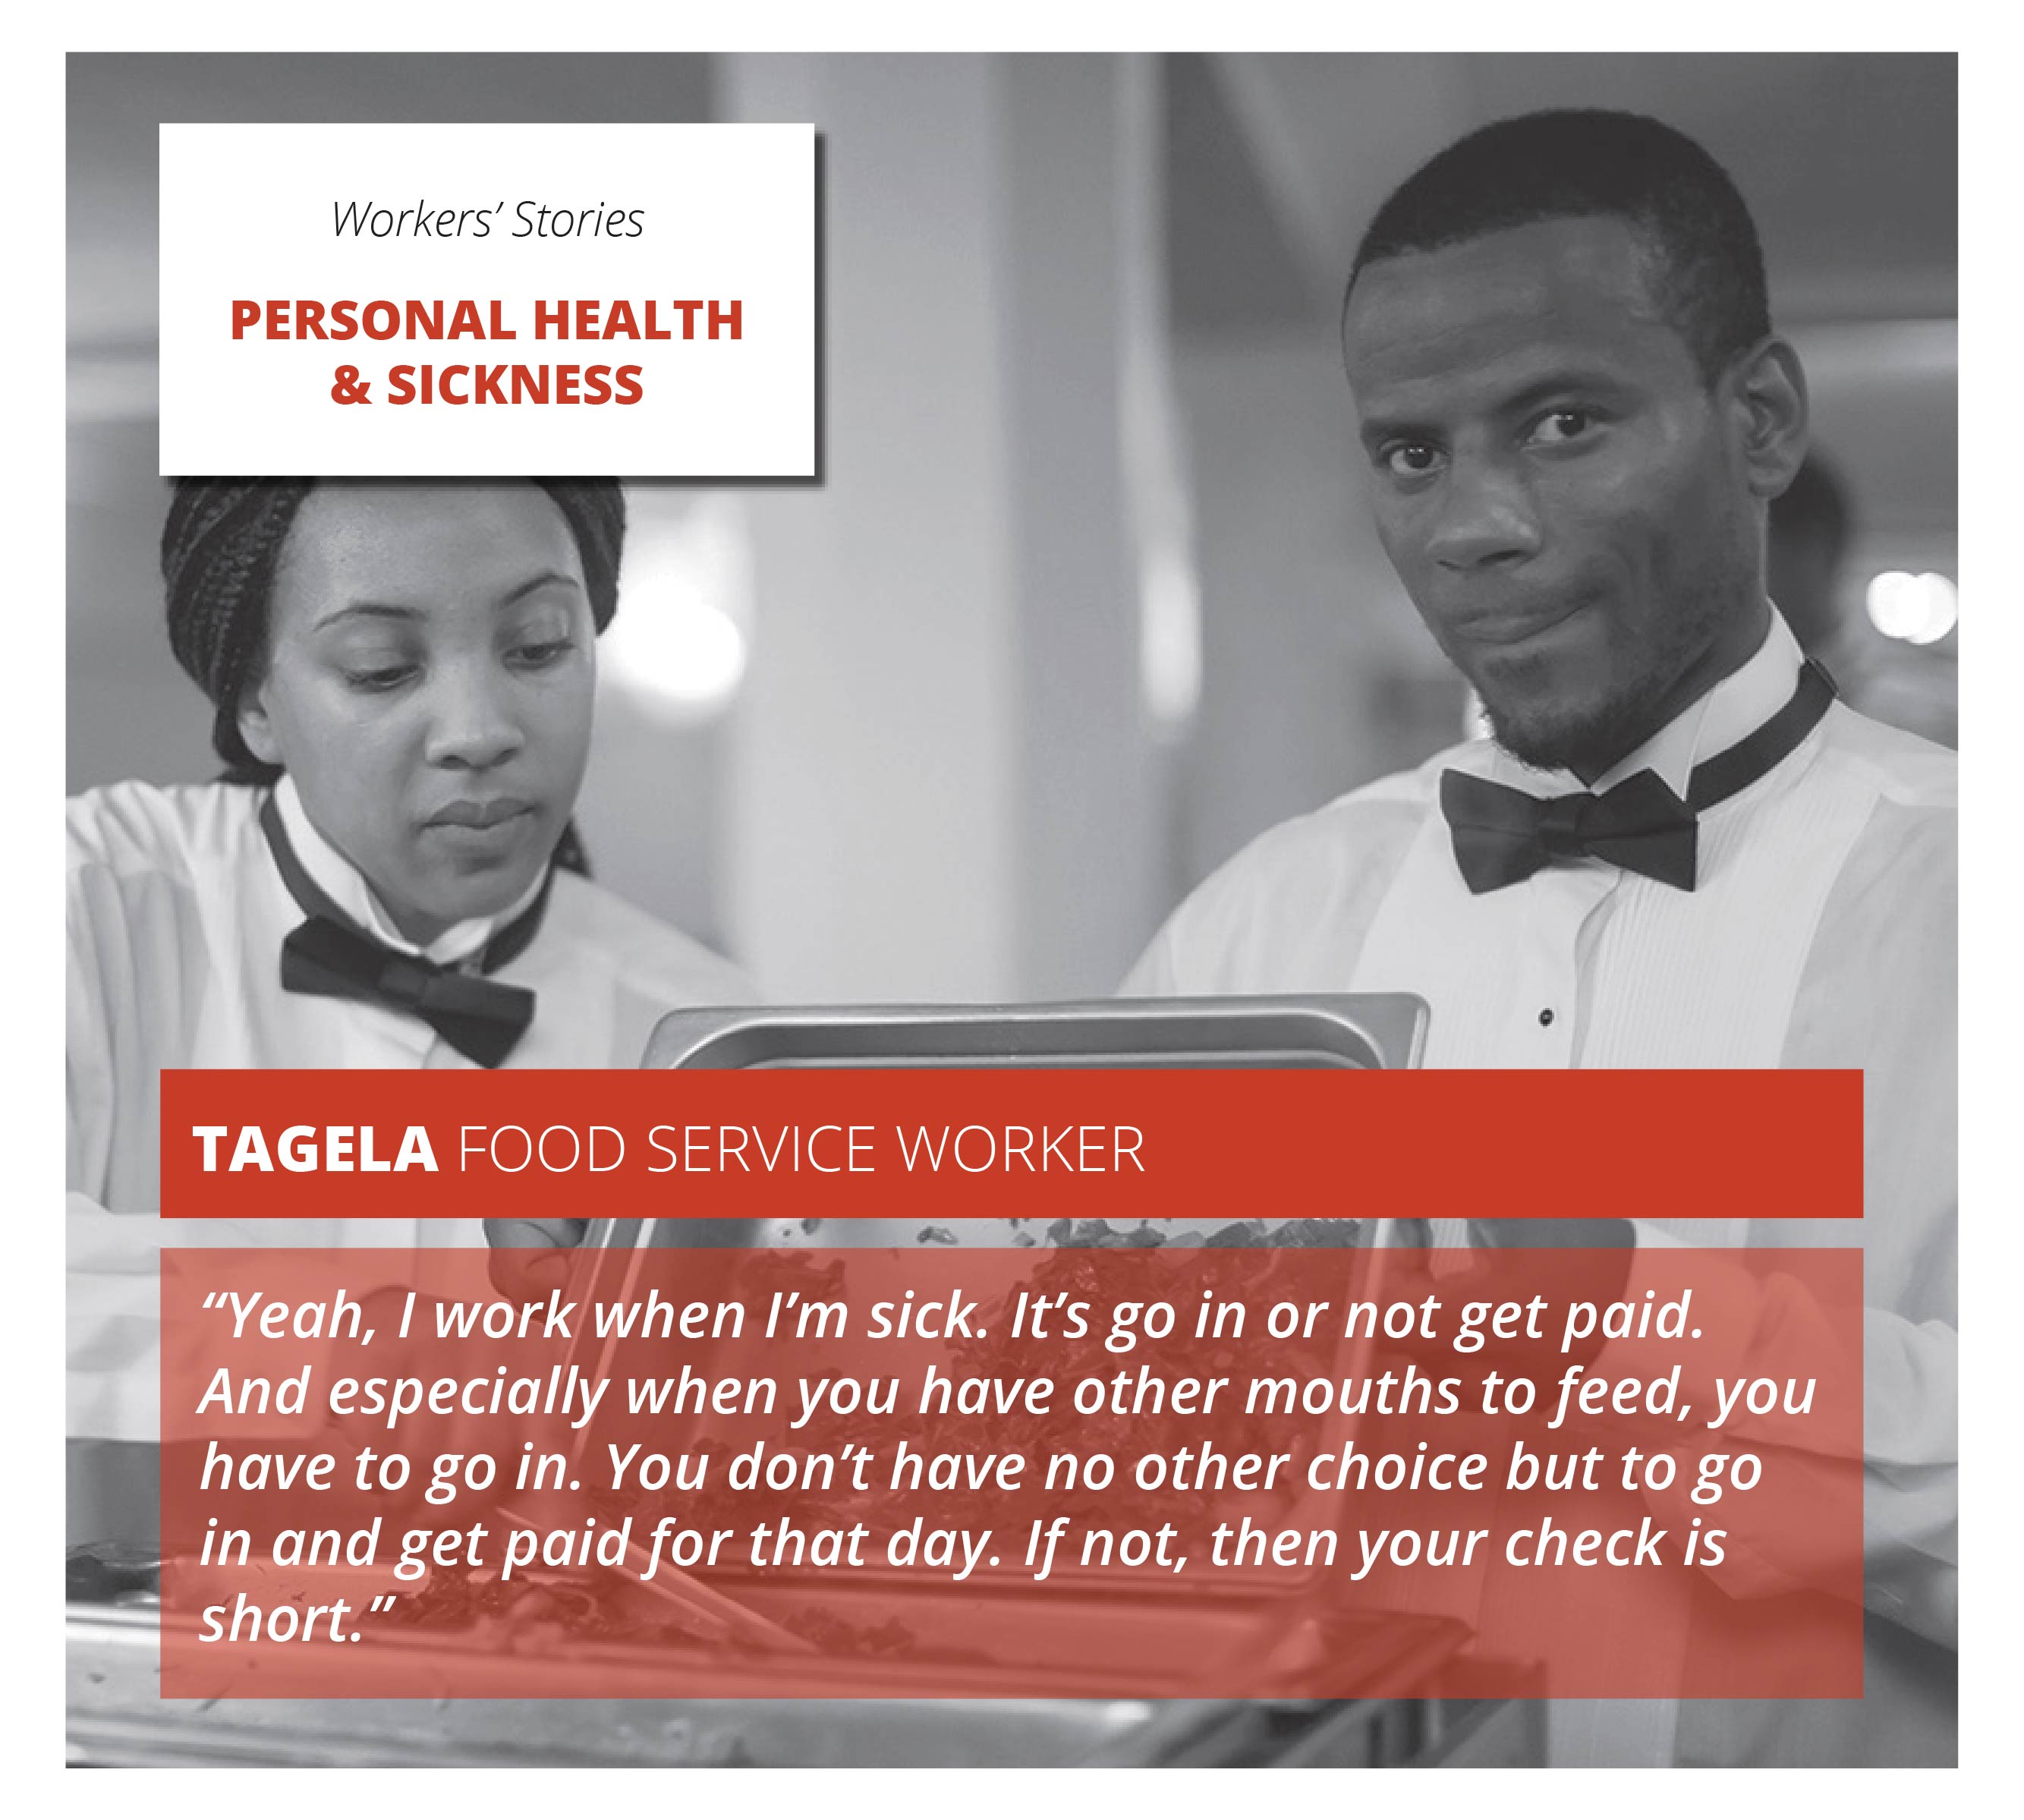 Workers’ Stories
PERSONAL HEALTH
& SICKNESS
TAGELA FOOD SERVICE WORKER
“Yeah, I work when I’m sick. It’s go in or not get paid.
And especially when you have other mouths to feed, you
have to go in. You don’t have no other choice but to go
in and get paid for that day. If not, then your check is
short.”